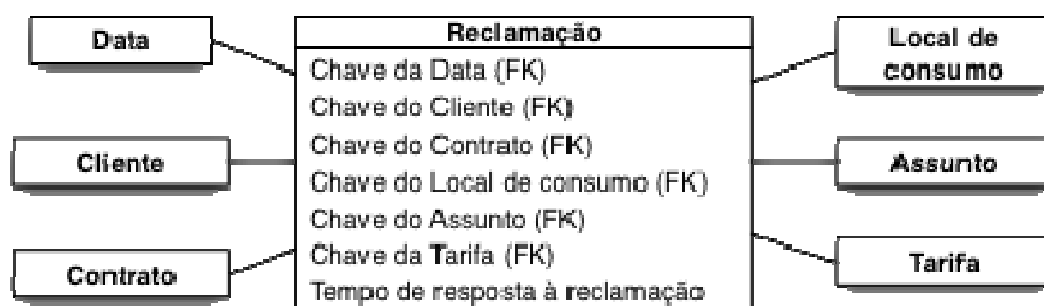 Data
Cliente
Contrato
Reclamação
Chave da Data (FK)
Chave do Cliente (FK)
Chave do Contrato (FK)
Chave do Local de consumo (FK)
Chave do Assunto (FK)
Chave da Tarifa (FK)
Tempo de resposta à reclamação
Local de
consumo
Assunto
Tarifa